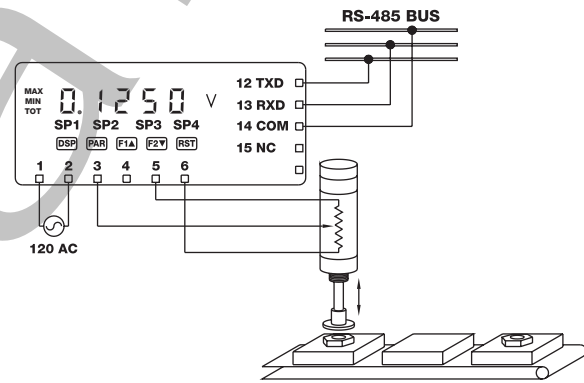 RS-485 BUS
12 TXD
MAX
MIN
TOT
0.1250 V
13 RXD
SP1 SP2 SP3 SP4
14 COM
DSP PAR F1▲ F2▼ RST
15 NC
1 2 3 4 5 6
120 AC